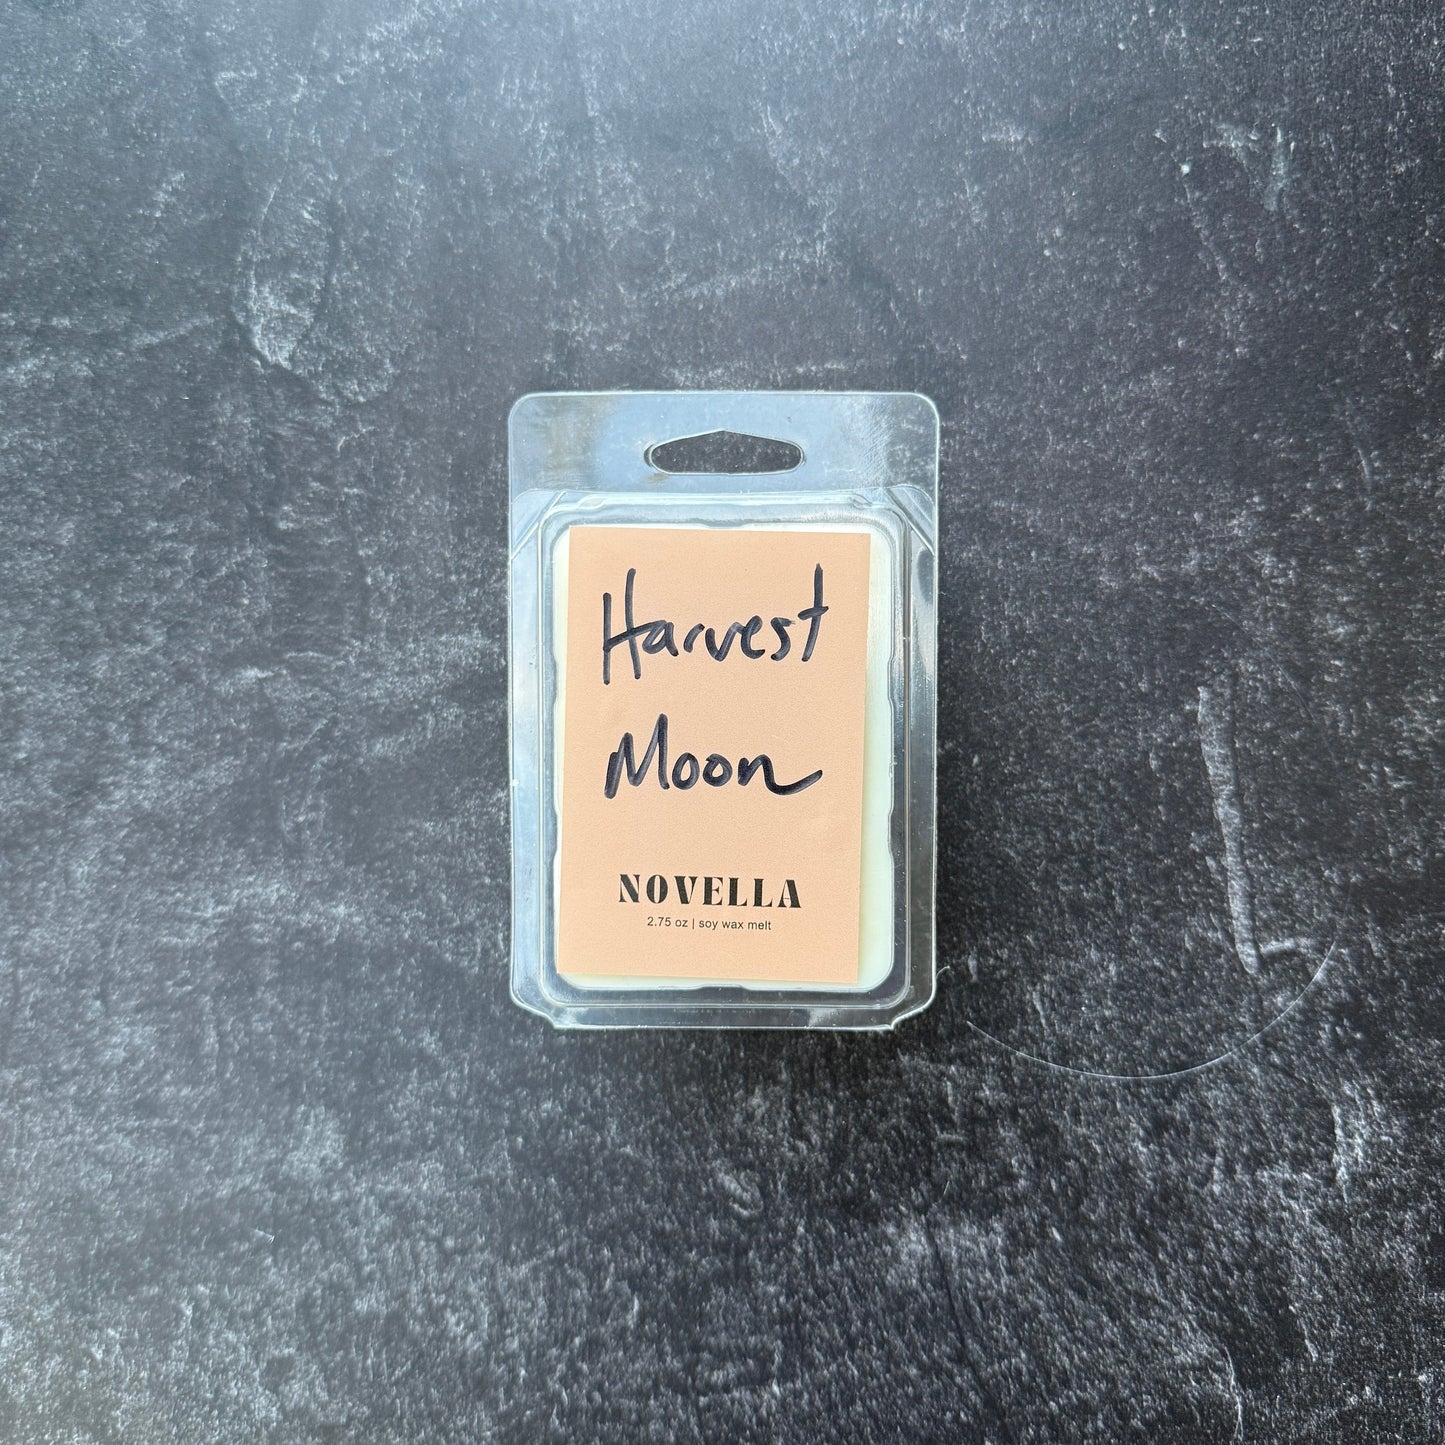 Harvest
Moon
NOVELLA
2.75 oz | soy wax melt